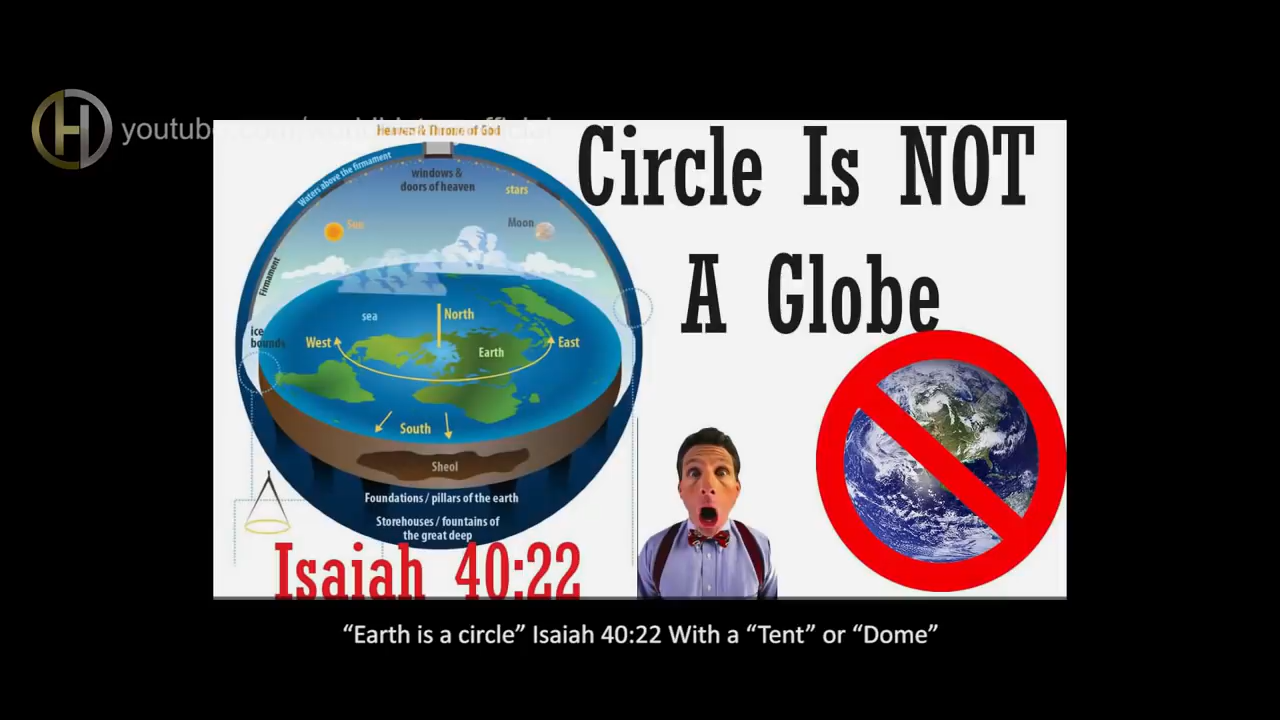 H
youtub
Heaven & Throne of God
Circle Is NOT
A Globe
Waters above the firmament
windows &
doors of heaven
stars
Sun
Moon
Firmament
sea
North
ice
bounds
West
East
Earth
South
Sheol
Foundations / pillars of the earth
Storehouses / fountains of
the great deep
Isaiah 40:22
“Earth is a circle” Isaiah 40:22 With a “Tent” or “Dome”